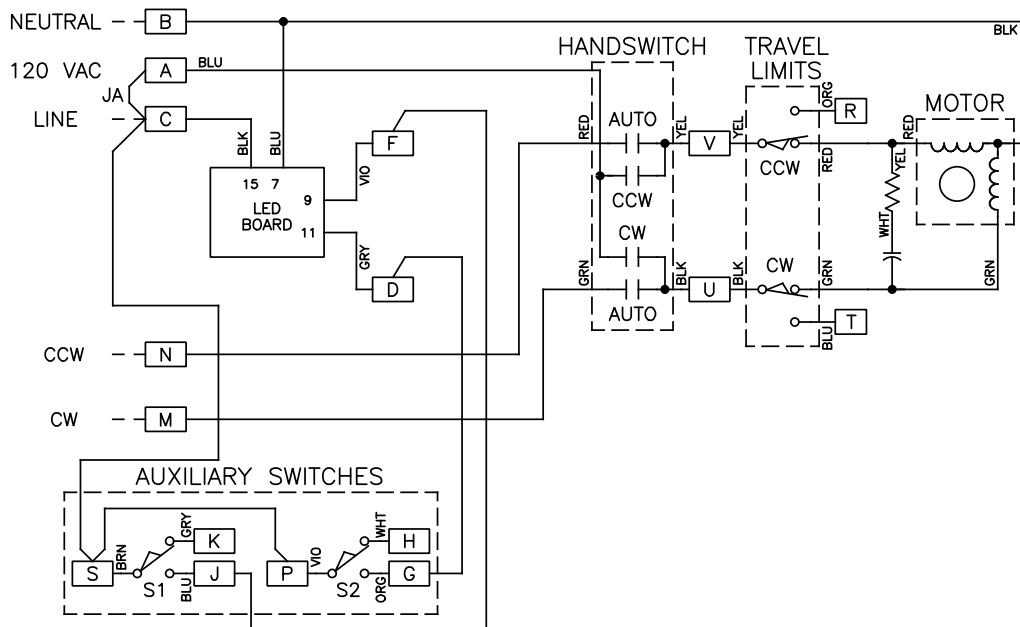 NEUTRAL
B
BLK
120 VAC
A
BLU
JA
LINE
C
HANDSWITCH
TRAVEL
LIMITS
MOTOR
BLK
BLU
15
7
9
11
LED
BOARD
VIO
F
GRY
D
RED
AUTO
YEL
V
YEL
CCW
CCW
ORG
R
RED
RED
YEL
WHT
CW
GRN
BLK
U
BLK
CW
GRN
GRN
AUTO
BLU
T
CCW
N
CW
M
AUXILIARY SWITCHES
S
BRN
S1
GRY
K
BLU
J
P
VIO
S2
WHT
H
ORG
G